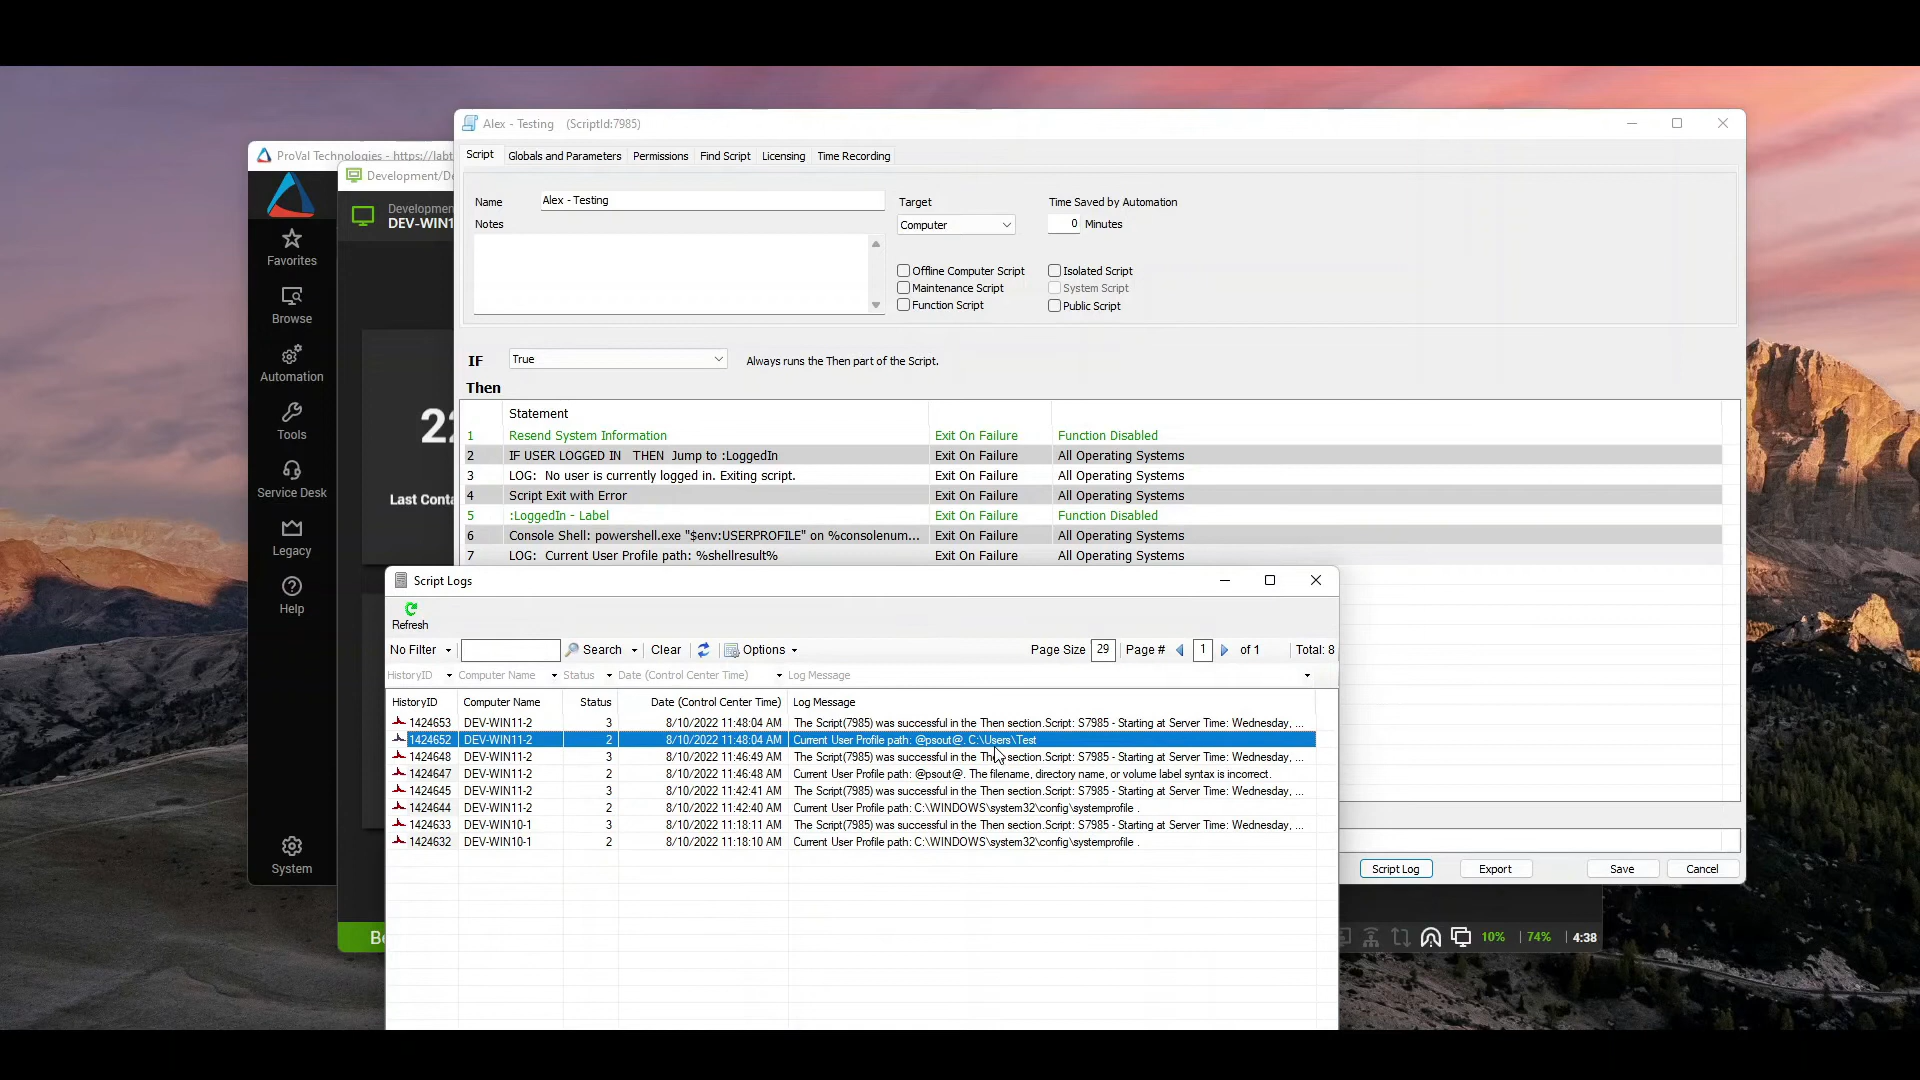 Alex - Testing    (ScriptId:7985)
ProVal Technologies - https://labt
Development/De
Script
Globals and Parameters
Permissions
Find Script
Licensing
Time Recording
Developmen
DEV-WIN1
Name
Alex - Testing
Target
Time Saved by Automation
Notes
Computer
0
Minutes
Favorites
Offline Computer Script
Isolated Script
Maintenance Script
System Script
Function Script
Public Script
Browse
IF
True
Always runs the Then part of the Script.
Automation
Then
Statement
1 Resend System Information Exit On Failure Function Disabled
2 IF USER LOGGED IN   THEN  Jump to :LoggedIn Exit On Failure All Operating Systems
3 LOG:  No user is currently logged in. Exiting script. Exit On Failure All Operating Systems
4 Script Exit with Error Exit On Failure All Operating Systems
5 :LoggedIn - Label Exit On Failure Function Disabled
6 Console Shell: powershell.exe "$env:USERPROFILE" on %consolenum... Exit On Failure All Operating Systems
7 LOG:  Current User Profile path: %shellresult% Exit On Failure All Operating Systems
Tools
Service Desk
Legacy
Help
System
22
Last Conta
Script Logs
Refresh
No Filter
Search
Clear
Options
Page Size
29
Page #
1
of 1
Total: 8
HistoryID Computer Name Status Date (Control Center Time) Log Message
HistoryID Computer Name Status Date (Control Center Time) Log Message
1424653 DEV-WIN11-2 3 8/10/2022 11:48:04 AM The Script(7985) was successful in the Then section.Script: S7985 - Starting at Server Time: Wednesday, ...
1424652 DEV-WIN11-2 2 8/10/2022 11:48:04 AM Current User Profile path: @psout@. C:\Users\Test
1424648 DEV-WIN11-2 3 8/10/2022 11:46:49 AM The Script(7985) was successful in the Then section.Script: S7985 - Starting at Server Time: Wednesday, ...
1424647 DEV-WIN11-2 2 8/10/2022 11:46:48 AM Current User Profile path: @psout@. The filename, directory name, or volume label syntax is incorrect.
1424645 DEV-WIN11-2 3 8/10/2022 11:42:41 AM The Script(7985) was successful in the Then section.Script: S7985 - Starting at Server Time: Wednesday, ...
1424644 DEV-WIN11-2 2 8/10/2022 11:42:40 AM Current User Profile path: C:\WINDOWS\system32\config\systemprofile .
1424633 DEV-WIN10-1 3 8/10/2022 11:18:11 AM The Script(7985) was successful in the Then section.Script: S7985 - Starting at Server Time: Wednesday, ...
1424632 DEV-WIN10-1 2 8/10/2022 11:18:10 AM Current User Profile path: C:\WINDOWS\system32\config\systemprofile .
Script Log
Export
Save
Cancel
Be
10%
74%
4:38